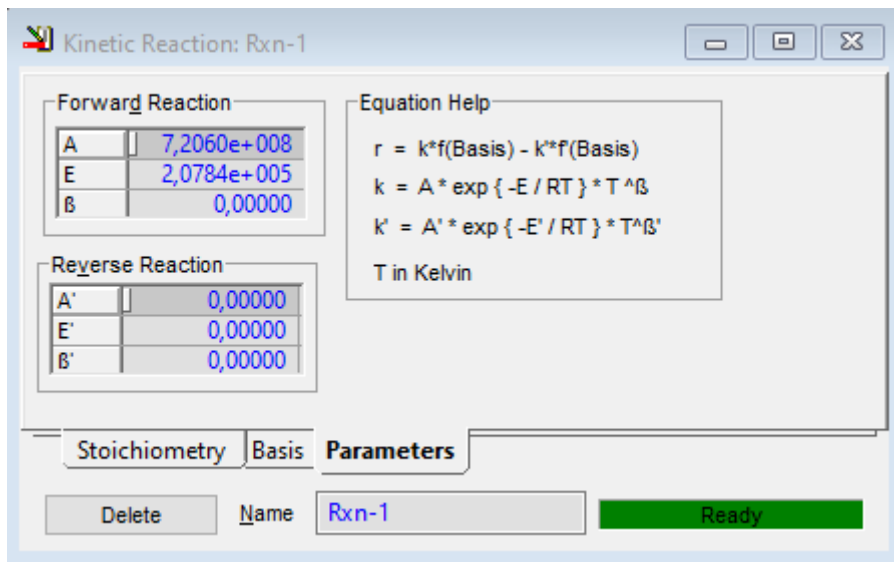 Kinetic Reaction: Rxn-1
Forward Reaction
A 7,2060e+008
E 2,0784e+005
ß 0,00000
Reverse Reaction
A' 0,00000
E' 0,00000
ß' 0,00000
Equation Help
r = k*f(Basis) - k'*f'(Basis)
k = A * exp { -E / RT } * T ^ß
k' = A' * exp { -E' / RT } * T^ß'
T in Kelvin
Stoichiometry Basis Parameters
Delete Name Rxn-1 Ready